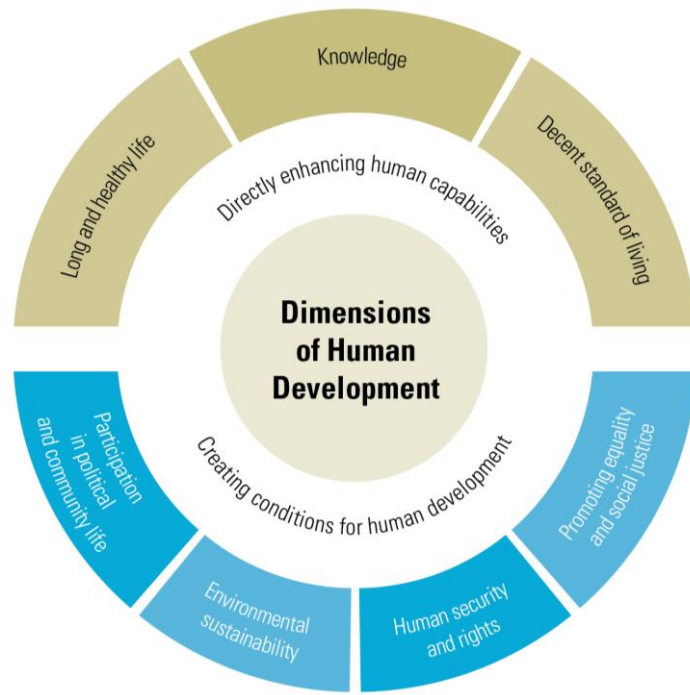 Knowledge
Long and healthy life
Decent standard of living
Directly enhancing human capabilities
Dimensions
of Human
Development
Creating conditions for human development
Participation
in political
and community life
Environmental
sustainability
Human security
and rights
Promoting equality
and social justice